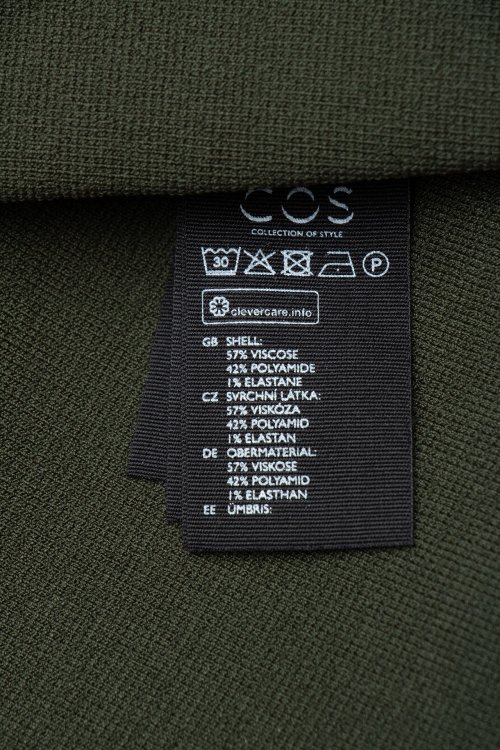 COS
COLLECTION OF STYLE
30 P
clevercare.info
GB SHELL:
57% VISCOSE
42% POLYAMIDE
1% ELASTANE
CZ SVRCHNÍ LÁTKA:
57% VISKÓZA
42% POLYAMID
1% ELASTAN
DE OBERMATERIAL:
57% VISKOSE
42% POLYAMID
1% ELASTHAN
EE ÜMBRIS: